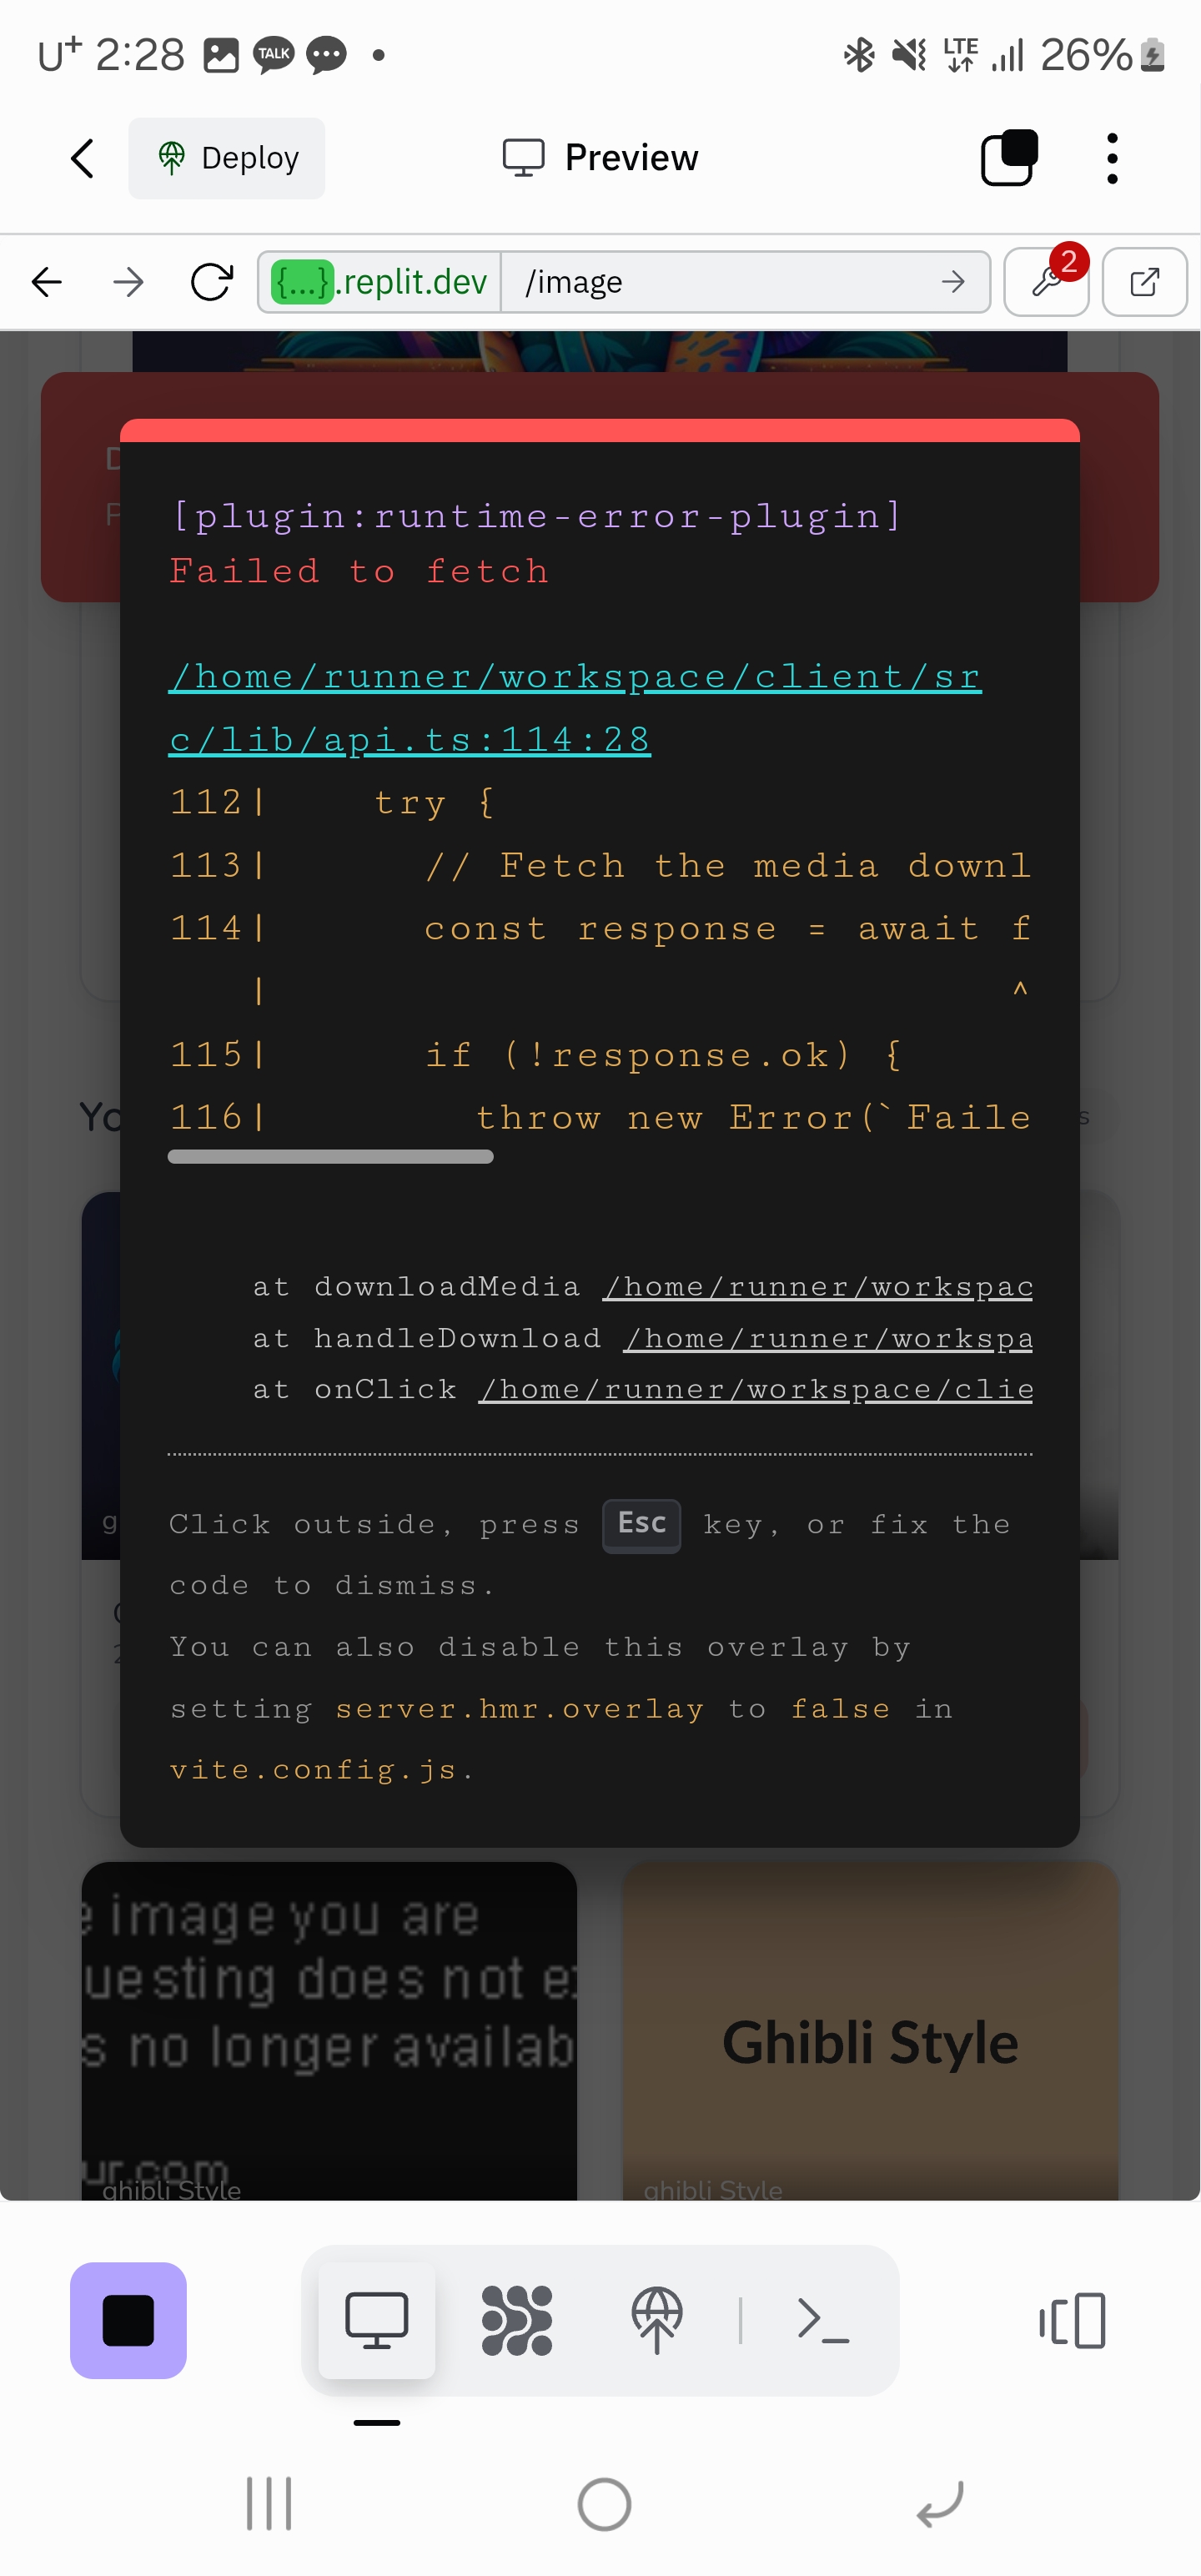 U+ 2:28 TALK LTE 26%
Deploy Preview
{...}.replit.dev /image 2
[plugin:runtime-error-plugin]
Failed to fetch
/home/runner/workspace/client/sr
c/lib/api.ts:114:28
112| try {
113| // Fetch the media downl
114| const response = await f
| ^
115| if (!response.ok) {
116| throw new Error(`Faile
at downloadMedia /home/runner/workspac
at handleDownload /home/runner/workspa
at onClick /home/runner/workspace/clie
Click outside, press Esc key, or fix the
code to dismiss.
You can also disable this overlay by
setting server.hmr.overlay to false in
vite.config.js.
e image you are
uesting does not ex
s no longer availab
ur.com
ghibli Style
Ghibli Style
ghibli Style